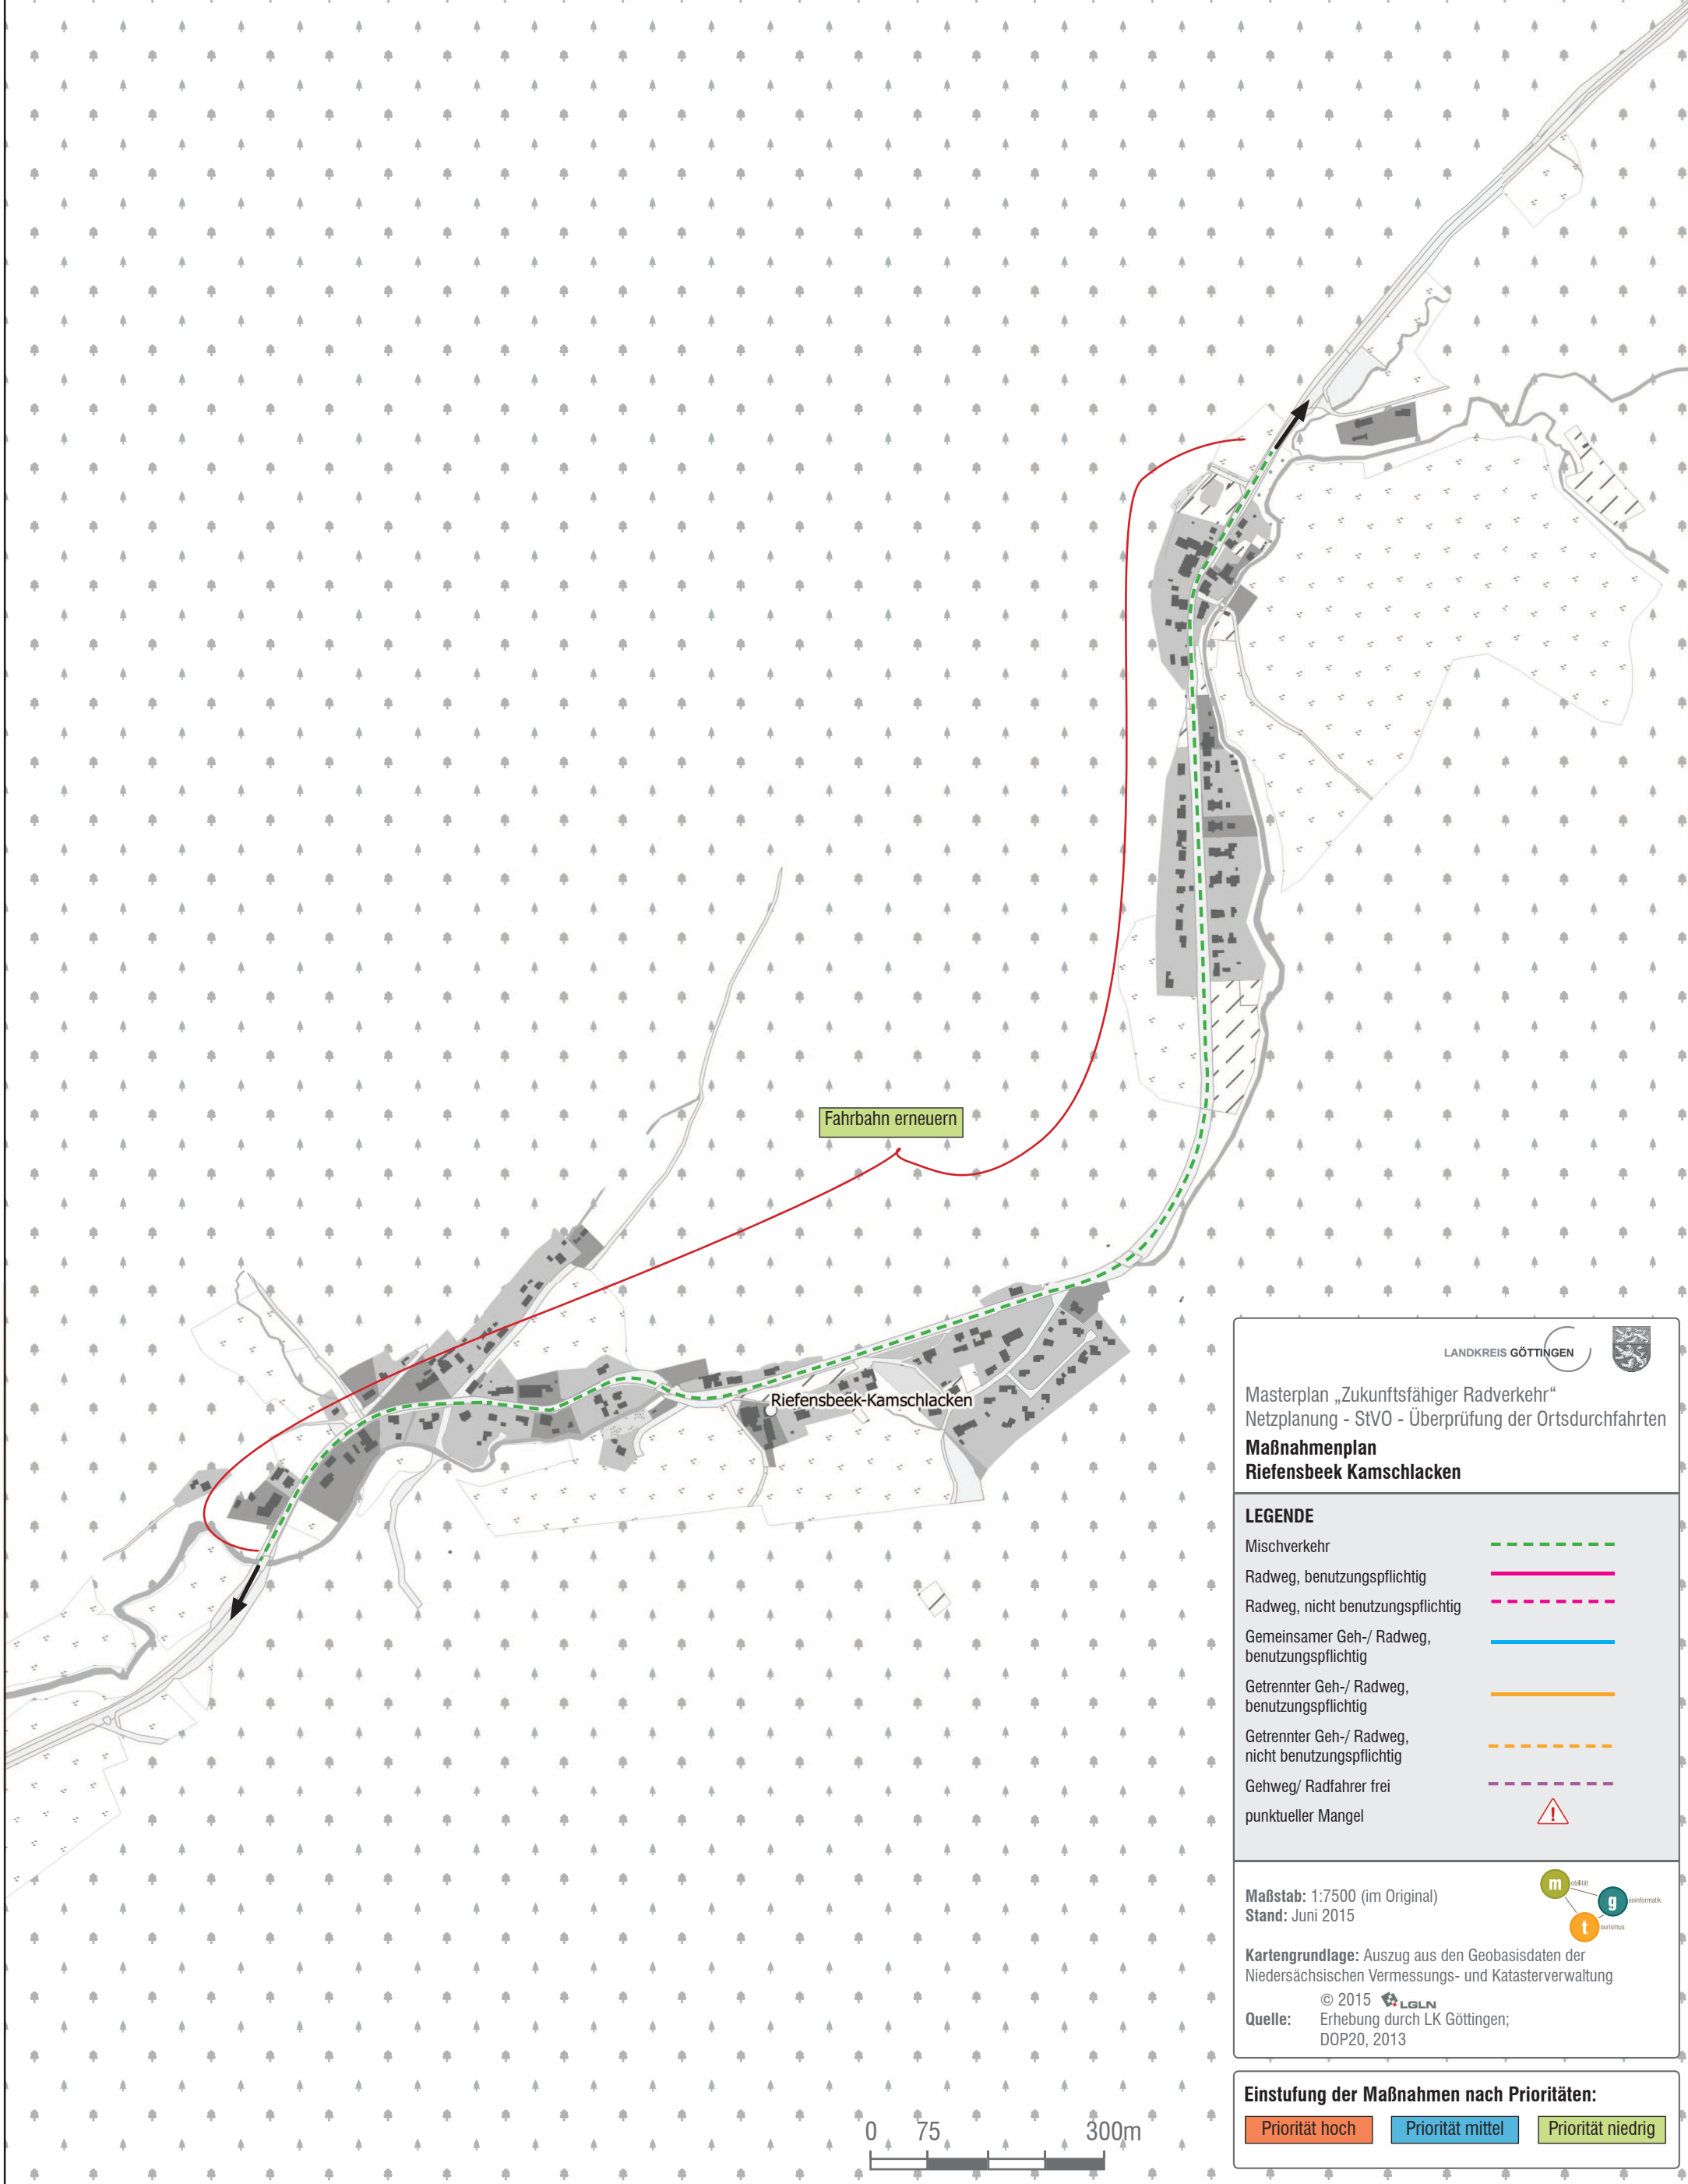 Fahrbahn erneuern
Riefensbeek-Kamschlacken
LANDKREIS GÖTTINGEN
Masterplan „Zukunftsfähiger Radverkehr“
Netzplanung - StVO - Überprüfung der Ortsdurchfahrten
Maßnahmenplan
Riefensbeek Kamschlacken
LEGENDE
Mischverkehr
Radweg, benutzungspflichtig
Radweg, nicht benutzungspflichtig
Gemeinsamer Geh-/ Radweg,
benutzungspflichtig
Getrennter Geh-/ Radweg,
benutzungspflichtig
Getrennter Geh-/ Radweg,
nicht benutzungspflichtig
Gehweg/ Radfahrer frei
punktueller Mangel
!
Maßstab: 1:7500 (im Original)
Stand: Juni 2015
mobilität
geoinformatik
tourismus
Kartengrundlage: Auszug aus den Geobasisdaten der
Niedersächsischen Vermessungs- und Katasterverwaltung
© 2015 LGLN
Quelle: Erhebung durch LK Göttingen;
DOP20, 2013
Einstufung der Maßnahmen nach Prioritäten:
Priorität hoch Priorität mittel Priorität niedrig
0 75 300m